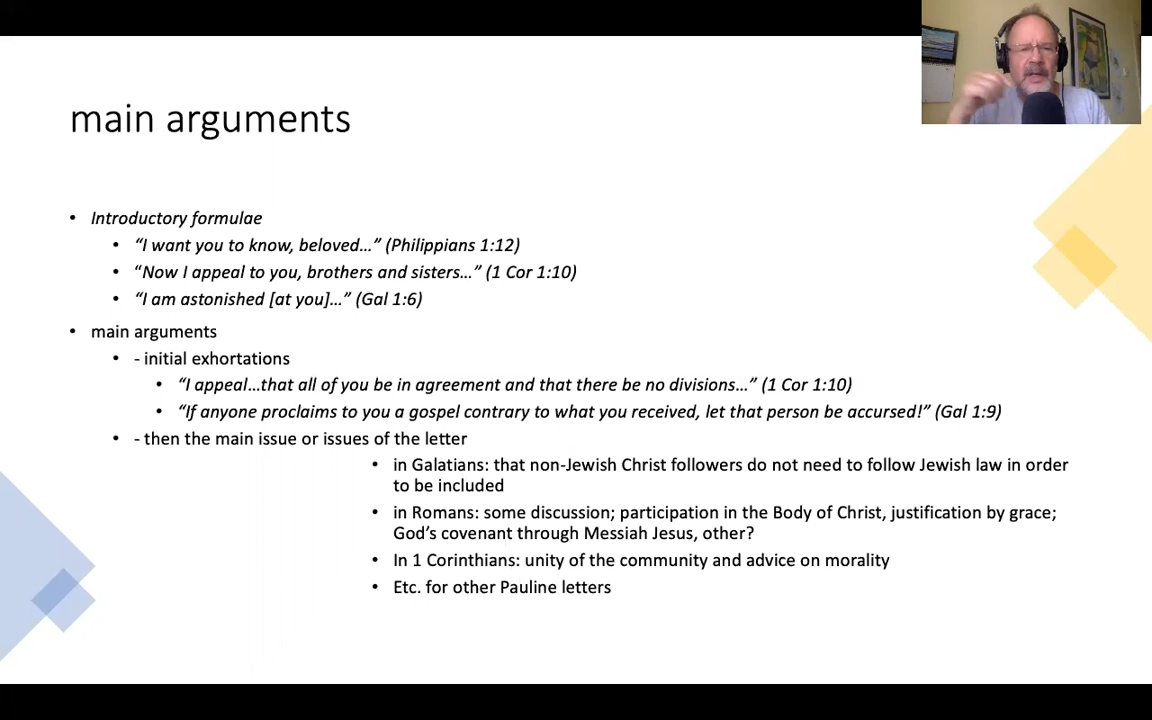 main arguments
• Introductory formulae
• “I want you to know, beloved…” (Philippians 1:12)
• “Now I appeal to you, brothers and sisters…” (1 Cor 1:10)
• “I am astonished [at you]…” (Gal 1:6)
• main arguments
• - initial exhortations
• “I appeal…that all of you be in agreement and that there be no divisions…” (1 Cor 1:10)
• “If anyone proclaims to you a gospel contrary to what you received, let that person be accursed!” (Gal 1:9)
• - then the main issue or issues of the letter
• in Galatians: that non-Jewish Christ followers do not need to follow Jewish law in order
to be included
• in Romans: some discussion; participation in the Body of Christ, justification by grace;
God’s covenant through Messiah Jesus, other?
• In 1 Corinthians: unity of the community and advice on morality
• Etc. for other Pauline letters